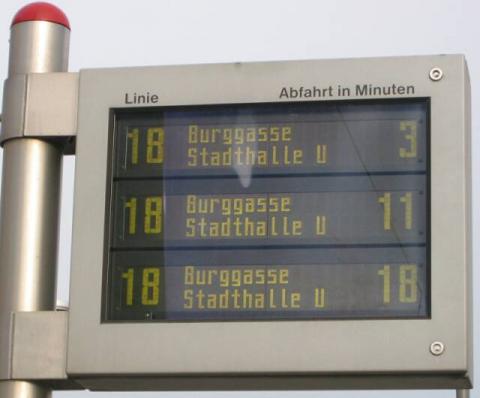 Linie Abfahrt in Minuten
18 Burggasse 3
Stadthalle U
18 Burggasse 11
Stadthalle U
18 Burggasse 18
Stadthalle U